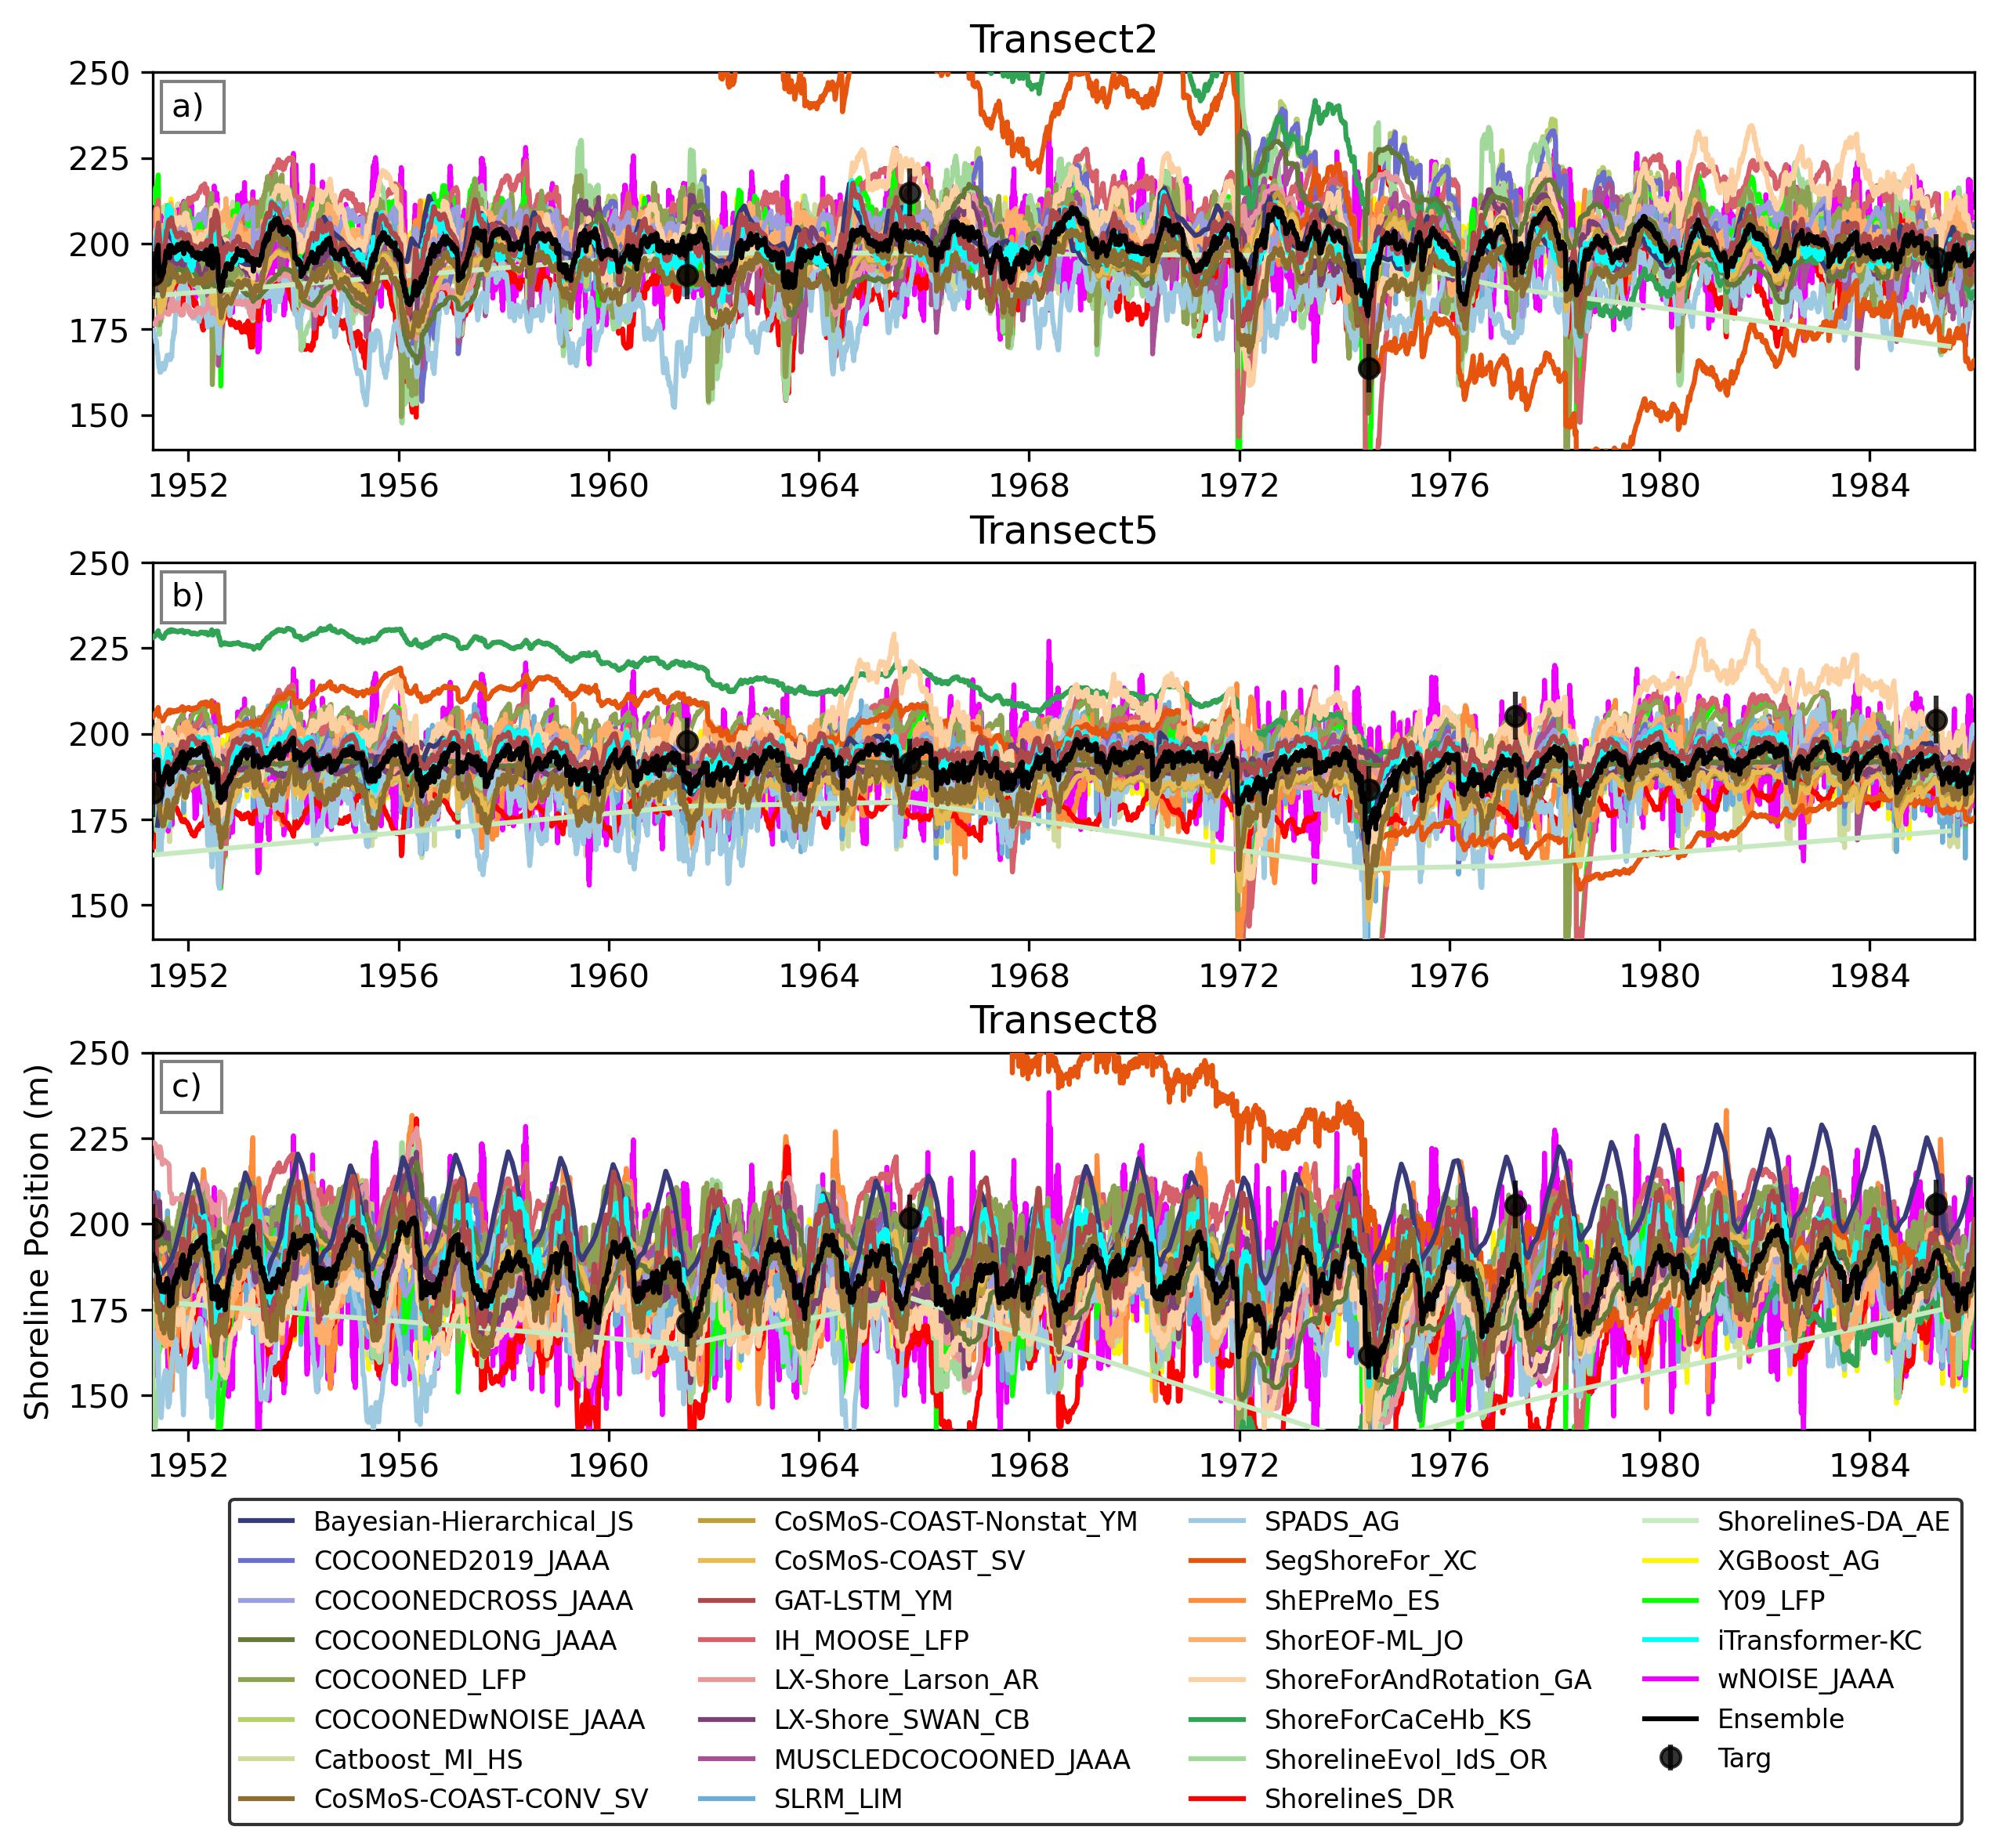 Transect2
a)
250
225
200
175
150
1952 1956 1960 1964 1968 1972 1976 1980 1984
Transect5
b)
250
225
200
175
150
1952 1956 1960 1964 1968 1972 1976 1980 1984
Transect8
c)
Shoreline Position (m)
250
225
200
175
150
1952 1956 1960 1964 1968 1972 1976 1980 1984
Bayesian-Hierarchical_JS
COCOONED2019_JAAA
COCOONEDCROSS_JAAA
COCOONEDLONG_JAAA
COCOONED_LFP
COCOONEDwNOISE_JAAA
Catboost_MI_HS
CoSMoS-COAST-CONV_SV
CoSMoS-COAST-Nonstat_YM
CoSMoS-COAST_SV
GAT-LSTM_YM
IH_MOOSE_LFP
LX-Shore_Larson_AR
LX-Shore_SWAN_CB
MUSCLEDCOCOONED_JAAA
SLRM_LIM
SPADS_AG
SegShoreFor_XC
ShEPreMo_ES
ShorEOF-ML_JO
ShoreForAndRotation_GA
ShoreForCaCeHb_KS
ShorelineEvol_IdS_OR
ShorelineS_DR
ShorelineS-DA_AE
XGBoost_AG
Y09_LFP
iTransformer-KC
wNOISE_JAAA
Ensemble
Targ